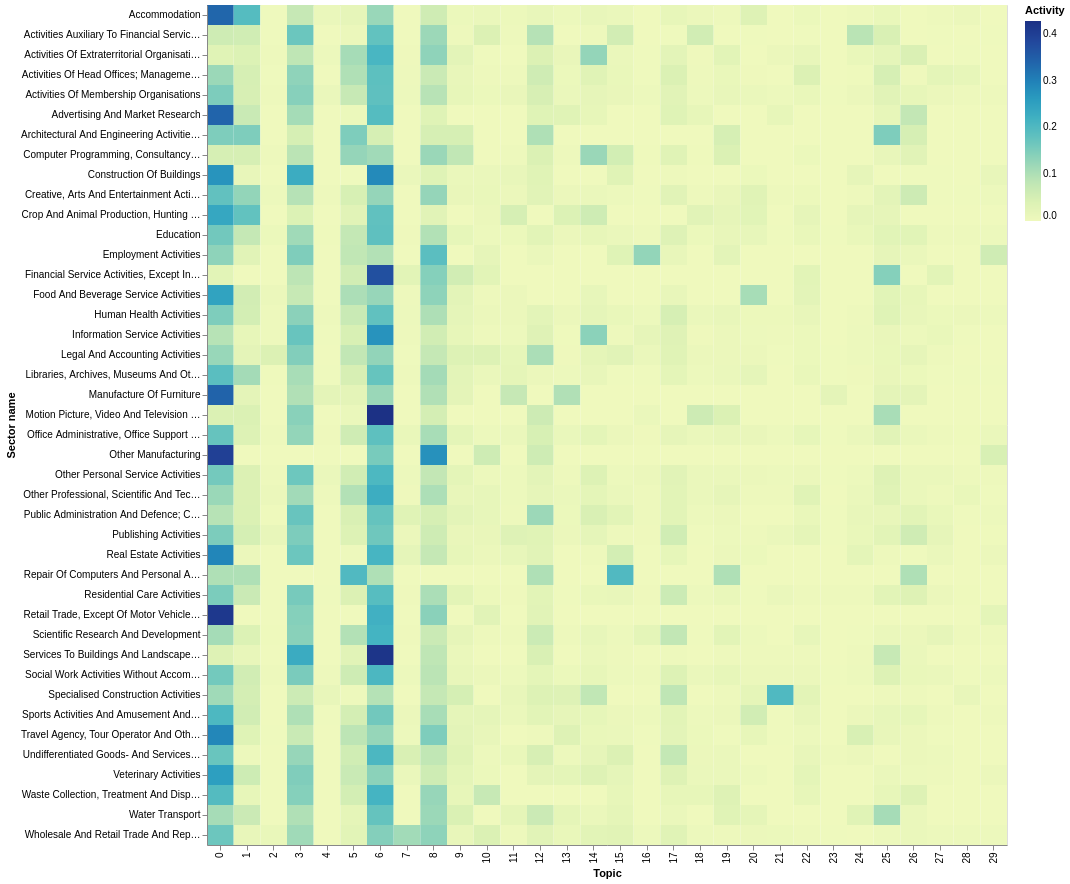 Activity
0.4
0.3
0.2
0.1
0.0
Sector name
Accommodation
Activities Auxiliary To Financial Servic…
Activities Of Extraterritorial Organisati…
Activities Of Head Offices; Manageme…
Activities Of Membership Organisations
Advertising And Market Research
Architectural And Engineering Activitie…
Computer Programming, Consultancy…
Construction Of Buildings
Creative, Arts And Entertainment Acti…
Crop And Animal Production, Hunting …
Education
Employment Activities
Financial Service Activities, Except In…
Food And Beverage Service Activities
Human Health Activities
Information Service Activities
Legal And Accounting Activities
Libraries, Archives, Museums And Ot…
Manufacture Of Furniture
Motion Picture, Video And Television …
Office Administrative, Office Support …
Other Manufacturing
Other Personal Service Activities
Other Professional, Scientific And Tec…
Public Administration And Defence; C…
Publishing Activities
Real Estate Activities
Repair Of Computers And Personal A…
Residential Care Activities
Retail Trade, Except Of Motor Vehicle…
Scientific Research And Development
Services To Buildings And Landscape…
Social Work Activities Without Accom…
Specialised Construction Activities
Sports Activities And Amusement And…
Travel Agency, Tour Operator And Oth…
Undifferentiated Goods- And Services…
Veterinary Activities
Waste Collection, Treatment And Disp…
Water Transport
Wholesale And Retail Trade And Rep…
0 1 2 3 4 5 6 7 8 9 10 11 12 13 14 15 16 17 18 19 20 21 22 23 24 25 26 27 28 29
Topic